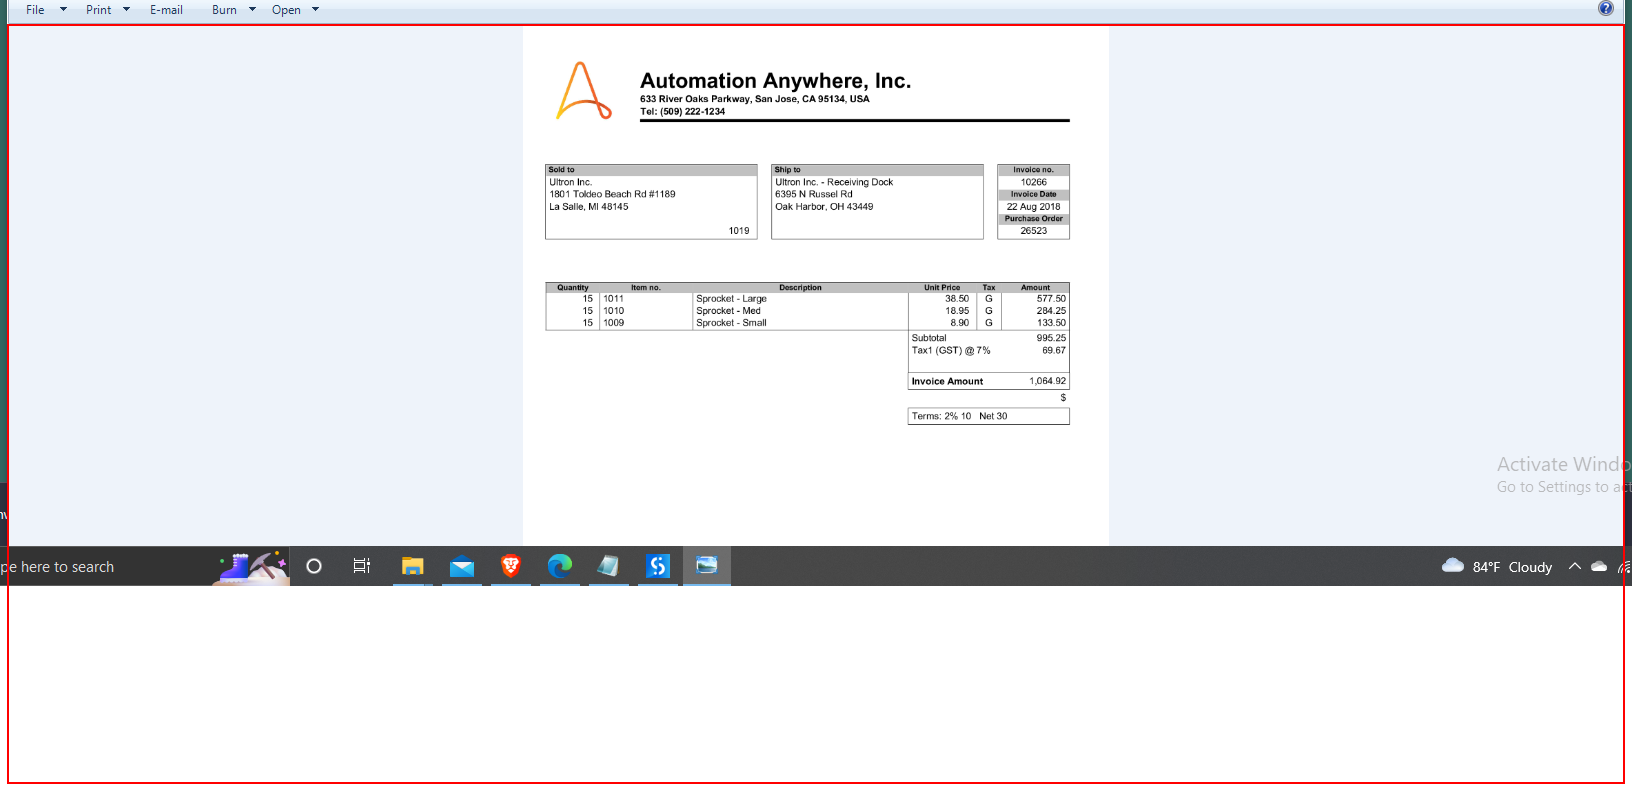 File Print E-mail Burn Open
Automation Anywhere, Inc.
633 River Oaks Parkway, San Jose, CA 95134, USA
Tel: (509) 222-1234
Sold to
Ultron Inc.
1801 Toldeo Beach Rd #1189
La Salle, MI 48145
1019
Ship to
Ultron Inc. - Receiving Dock
6395 N Russel Rd
Oak Harbor, OH 43449
Invoice no.
10266
Invoice Date
22 Aug 2018
Purchase Order
26523
Quantity Item no. Description Unit Price Tax Amount
15 1011 Sprocket - Large 38.50 G 577.50
15 1010 Sprocket - Med 18.95 G 284.25
15 1009 Sprocket - Small 8.90 G 133.50
Subtotal 995.25
Tax1 (GST) @ 7% 69.67
Invoice Amount 1,064.92
$
Terms: 2% 10 Net 30
Activate Windo
Go to Settings to act
pe here to search
84°F Cloudy